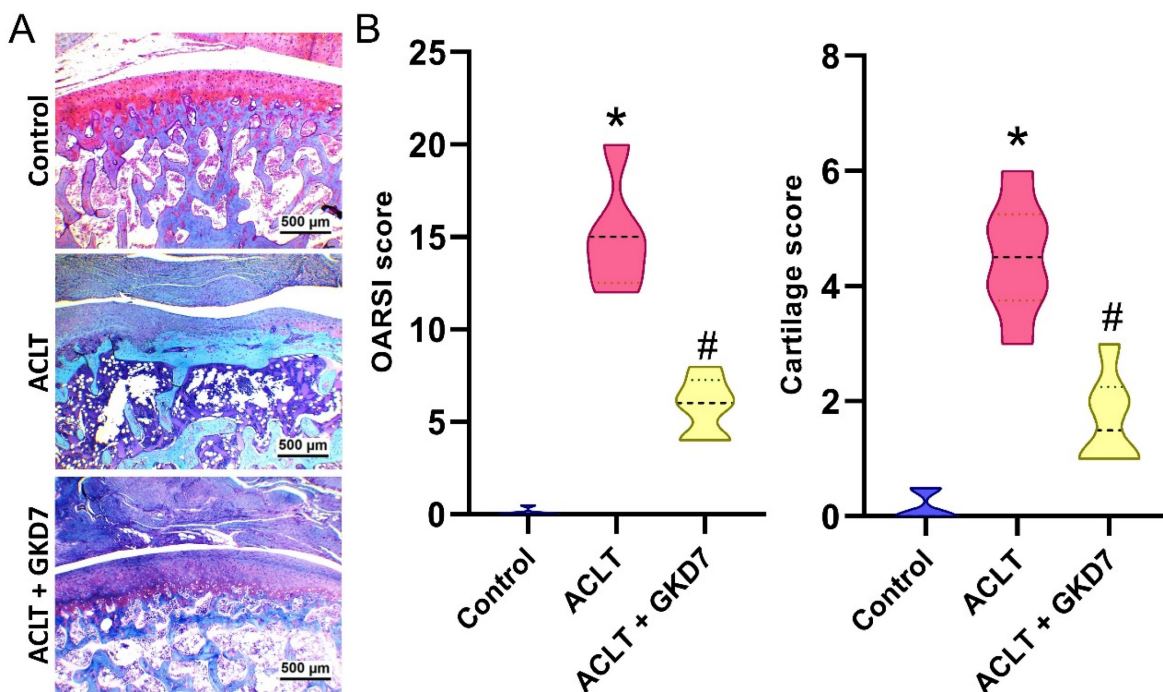 A
Control
500 µm
ACLT
500 µm
ACLT + GKD7
500 µm
B
OARSI score
25
20
15
10
5
0
*
#
Control
ACLT
ACLT + GKD7
Cartilage score
8
6
4
2
0
*
#
Control
ACLT
ACLT + GKD7